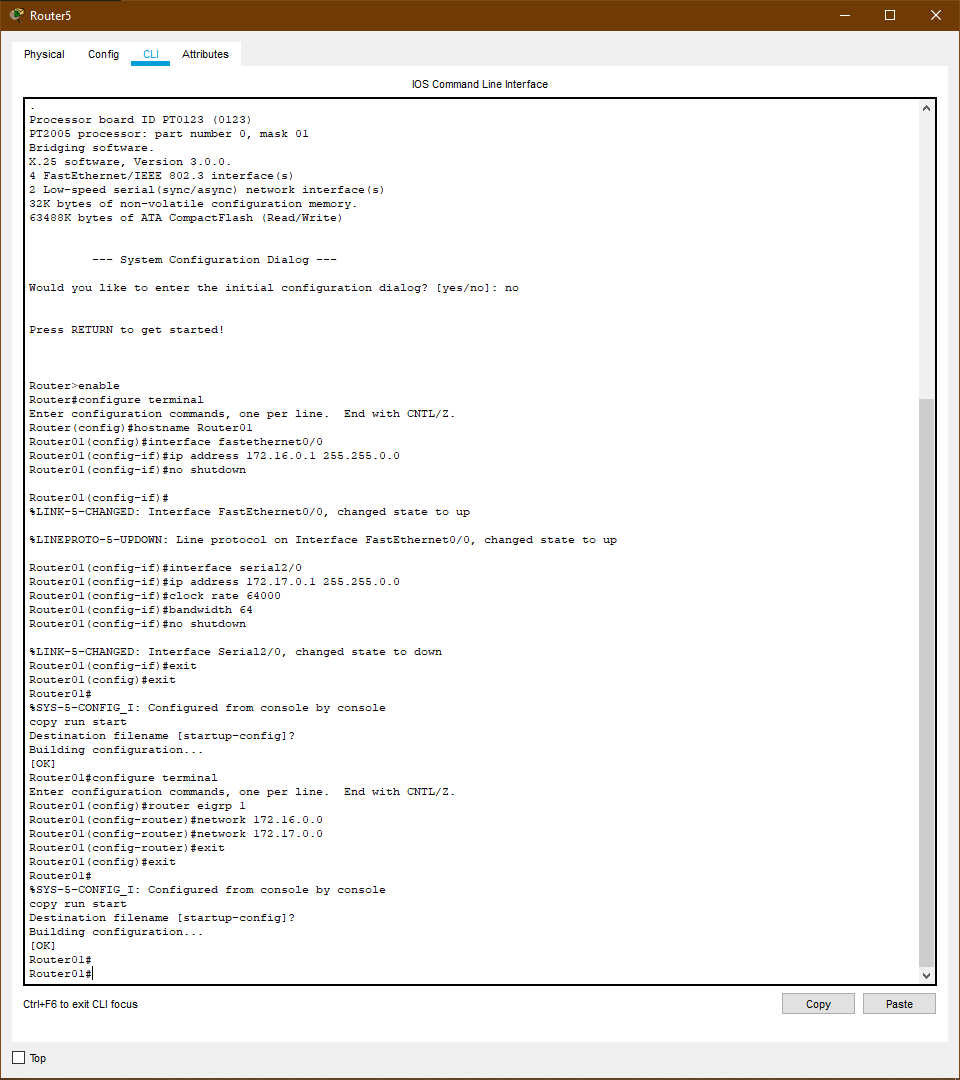 Router5
Physical Config CLI Attributes
IOS Command Line Interface
.
Processor board ID PT0123 (0123)
PT2005 processor: part number 0, mask 01
Bridging software.
X.25 software, Version 3.0.0.
4 FastEthernet/IEEE 802.3 interface(s)
2 Low-speed serial(sync/async) network interface(s)
32K bytes of non-volatile configuration memory.
63488K bytes of ATA CompactFlash (Read/Write)
--- System Configuration Dialog ---
Would you like to enter the initial configuration dialog? [yes/no]: no
Press RETURN to get started!
Router>enable
Router#configure terminal
Enter configuration commands, one per line.  End with CNTL/Z.
Router(config)#hostname Router01
Router01(config)#interface fastethernet0/0
Router01(config-if)#ip address 172.16.0.1 255.255.0.0
Router01(config-if)#no shutdown
Router01(config-if)#
%LINK-5-CHANGED: Interface FastEthernet0/0, changed state to up
%LINEPROTO-5-UPDOWN: Line protocol on Interface FastEthernet0/0, changed state to up
Router01(config-if)#interface serial2/0
Router01(config-if)#ip address 172.17.0.1 255.255.0.0
Router01(config-if)#clock rate 64000
Router01(config-if)#bandwidth 64
Router01(config-if)#no shutdown
%LINK-5-CHANGED: Interface Serial2/0, changed state to down
Router01(config-if)#exit
Router01(config)#exit
Router01#
%SYS-5-CONFIG_I: Configured from console by console
copy run start
Destination filename [startup-config]?
Building configuration...
[OK]
Router01#configure terminal
Enter configuration commands, one per line.  End with CNTL/Z.
Router01(config)#router eigrp 1
Router01(config-router)#network 172.16.0.0
Router01(config-router)#network 172.17.0.0
Router01(config-router)#exit
Router01(config)#exit
Router01#
%SYS-5-CONFIG_I: Configured from console by console
copy run start
Destination filename [startup-config]?
Building configuration...
[OK]
Router01#
Router01#
Ctrl+F6 to exit CLI focus
Copy Paste
Top